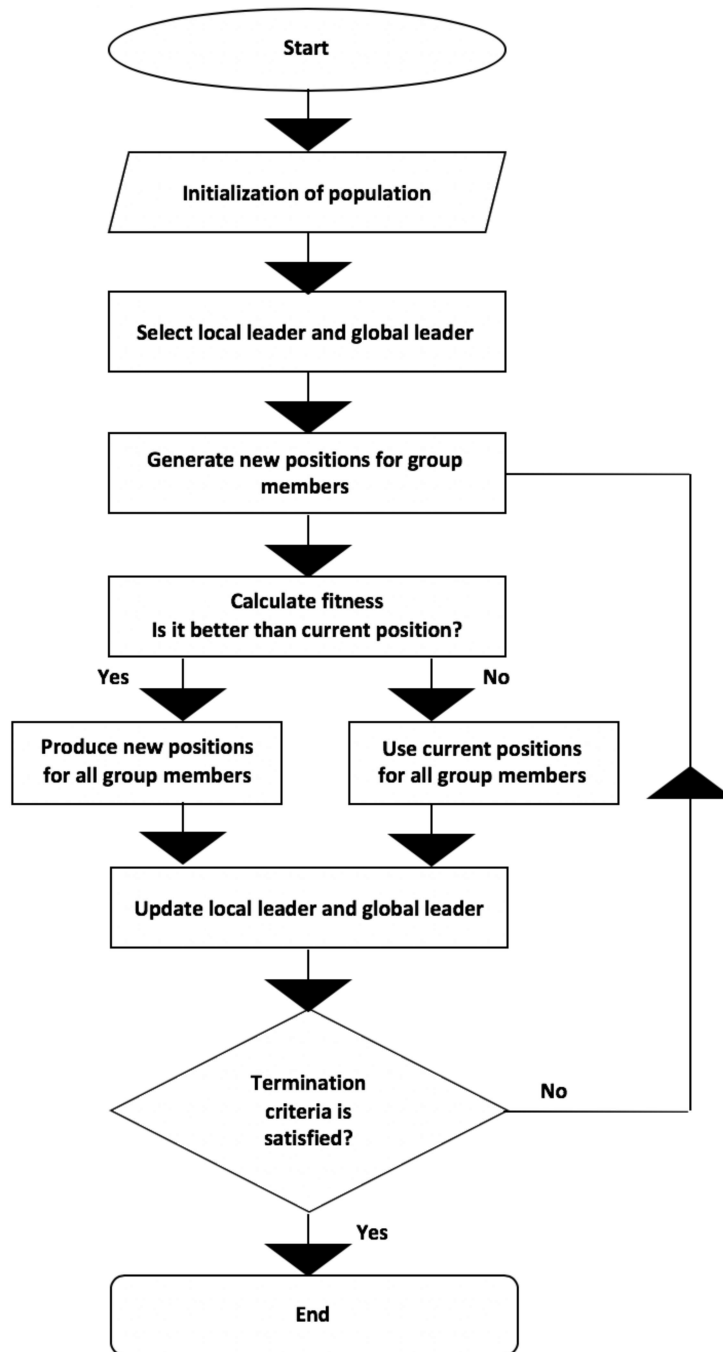 Start
Initialization of population
Select local leader and global leader
Generate new positions for group
members
Calculate fitness
Is it better than current position?
Yes
No
Produce new positions
for all group members
Use current positions
for all group members
Update local leader and global leader
Termination
criteria is
satisfied?
No
Yes
End